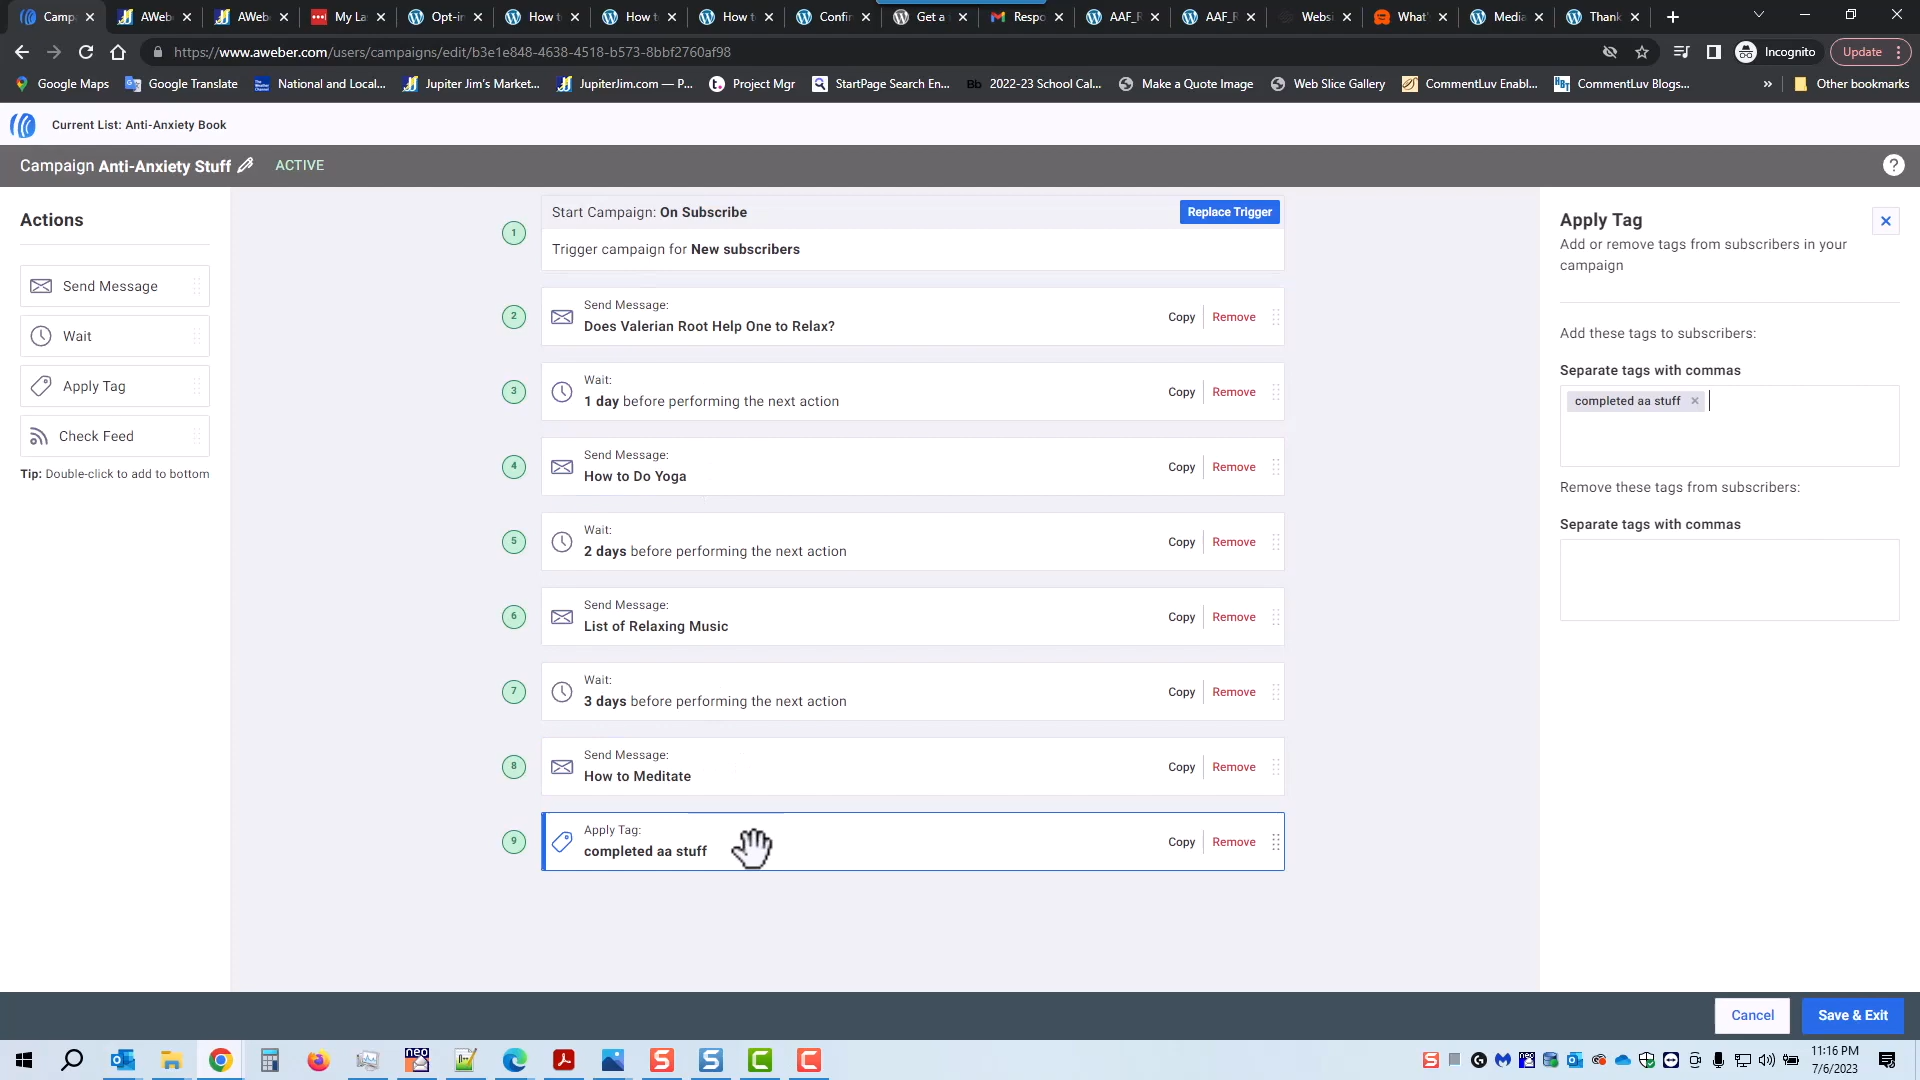 Campa
AWeb
AWeb
My La
Opt-i
How t
How t
How t
Confir
Get a
Respo
AAF_F
AAF_F
Websi
What'
Media
Thank
https://www.aweber.com/users/campaigns/edit/b3e1e848-4638-4518-b573-8bbf2760af98
Incognito
Update
Google Maps
Google Translate
National and Local...
Jupiter Jim's Market...
JupiterJim.com — P...
Project Mgr
StartPage Search En...
Bb 2022-23 School Cal...
Make a Quote Image
Web Slice Gallery
CommentLuv Enabl...
CommentLuv Blogs...
»
Other bookmarks
Current List: Anti-Anxiety Book
Campaign Anti-Anxiety Stuff
ACTIVE
?
Actions
Send Message
Wait
Apply Tag
Check Feed
Tip: Double-click to add to bottom
1
Start Campaign: On Subscribe
Replace Trigger
Trigger campaign for New subscribers
2
Send Message:
Does Valerian Root Help One to Relax?
Copy
Remove
3
Wait:
1 day before performing the next action
Copy
Remove
4
Send Message:
How to Do Yoga
Copy
Remove
5
Wait:
2 days before performing the next action
Copy
Remove
6
Send Message:
List of Relaxing Music
Copy
Remove
7
Wait:
3 days before performing the next action
Copy
Remove
8
Send Message:
How to Meditate
Copy
Remove
9
Apply Tag:
completed aa stuff
Copy
Remove
Apply Tag
Add or remove tags from subscribers in your
campaign
Add these tags to subscribers:
Separate tags with commas
completed aa stuff
Remove these tags from subscribers:
Separate tags with commas
Cancel
Save & Exit
neo
11:16 PM
7/6/2023